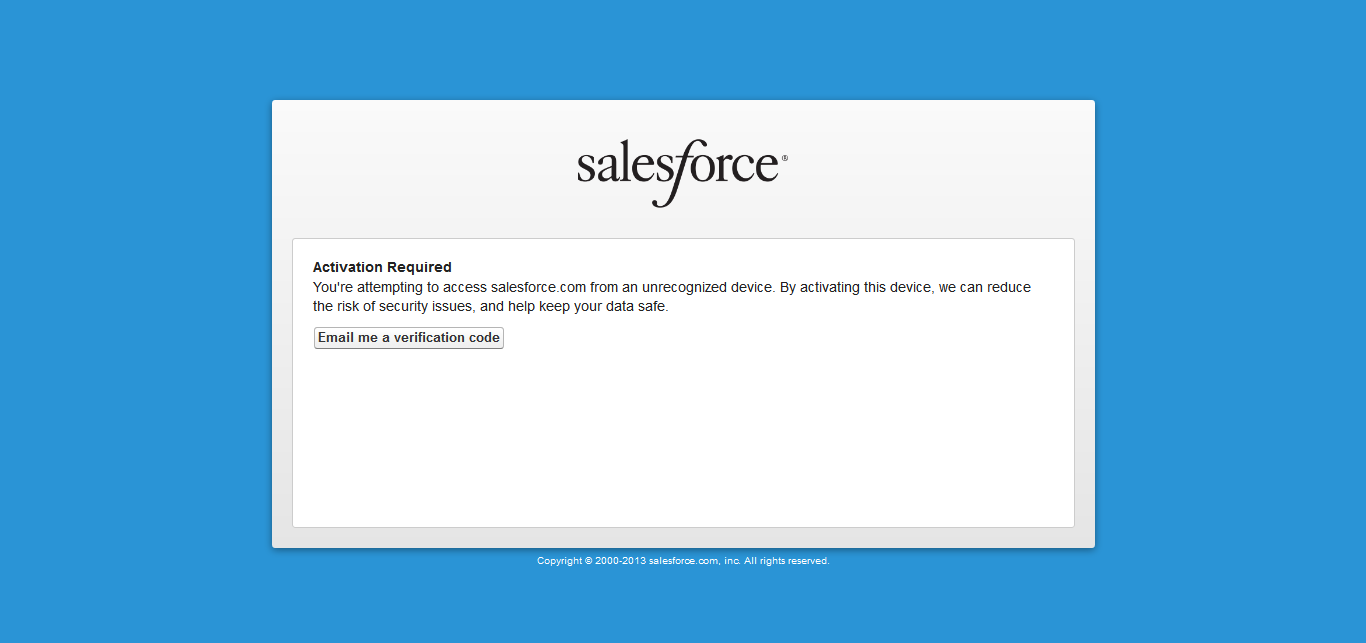 salesforce®
Activation Required
You're attempting to access salesforce.com from an unrecognized device. By activating this device, we can reduce
the risk of security issues, and help keep your data safe.
Email me a verification code
Copyright © 2000-2013 salesforce.com, inc. All rights reserved.